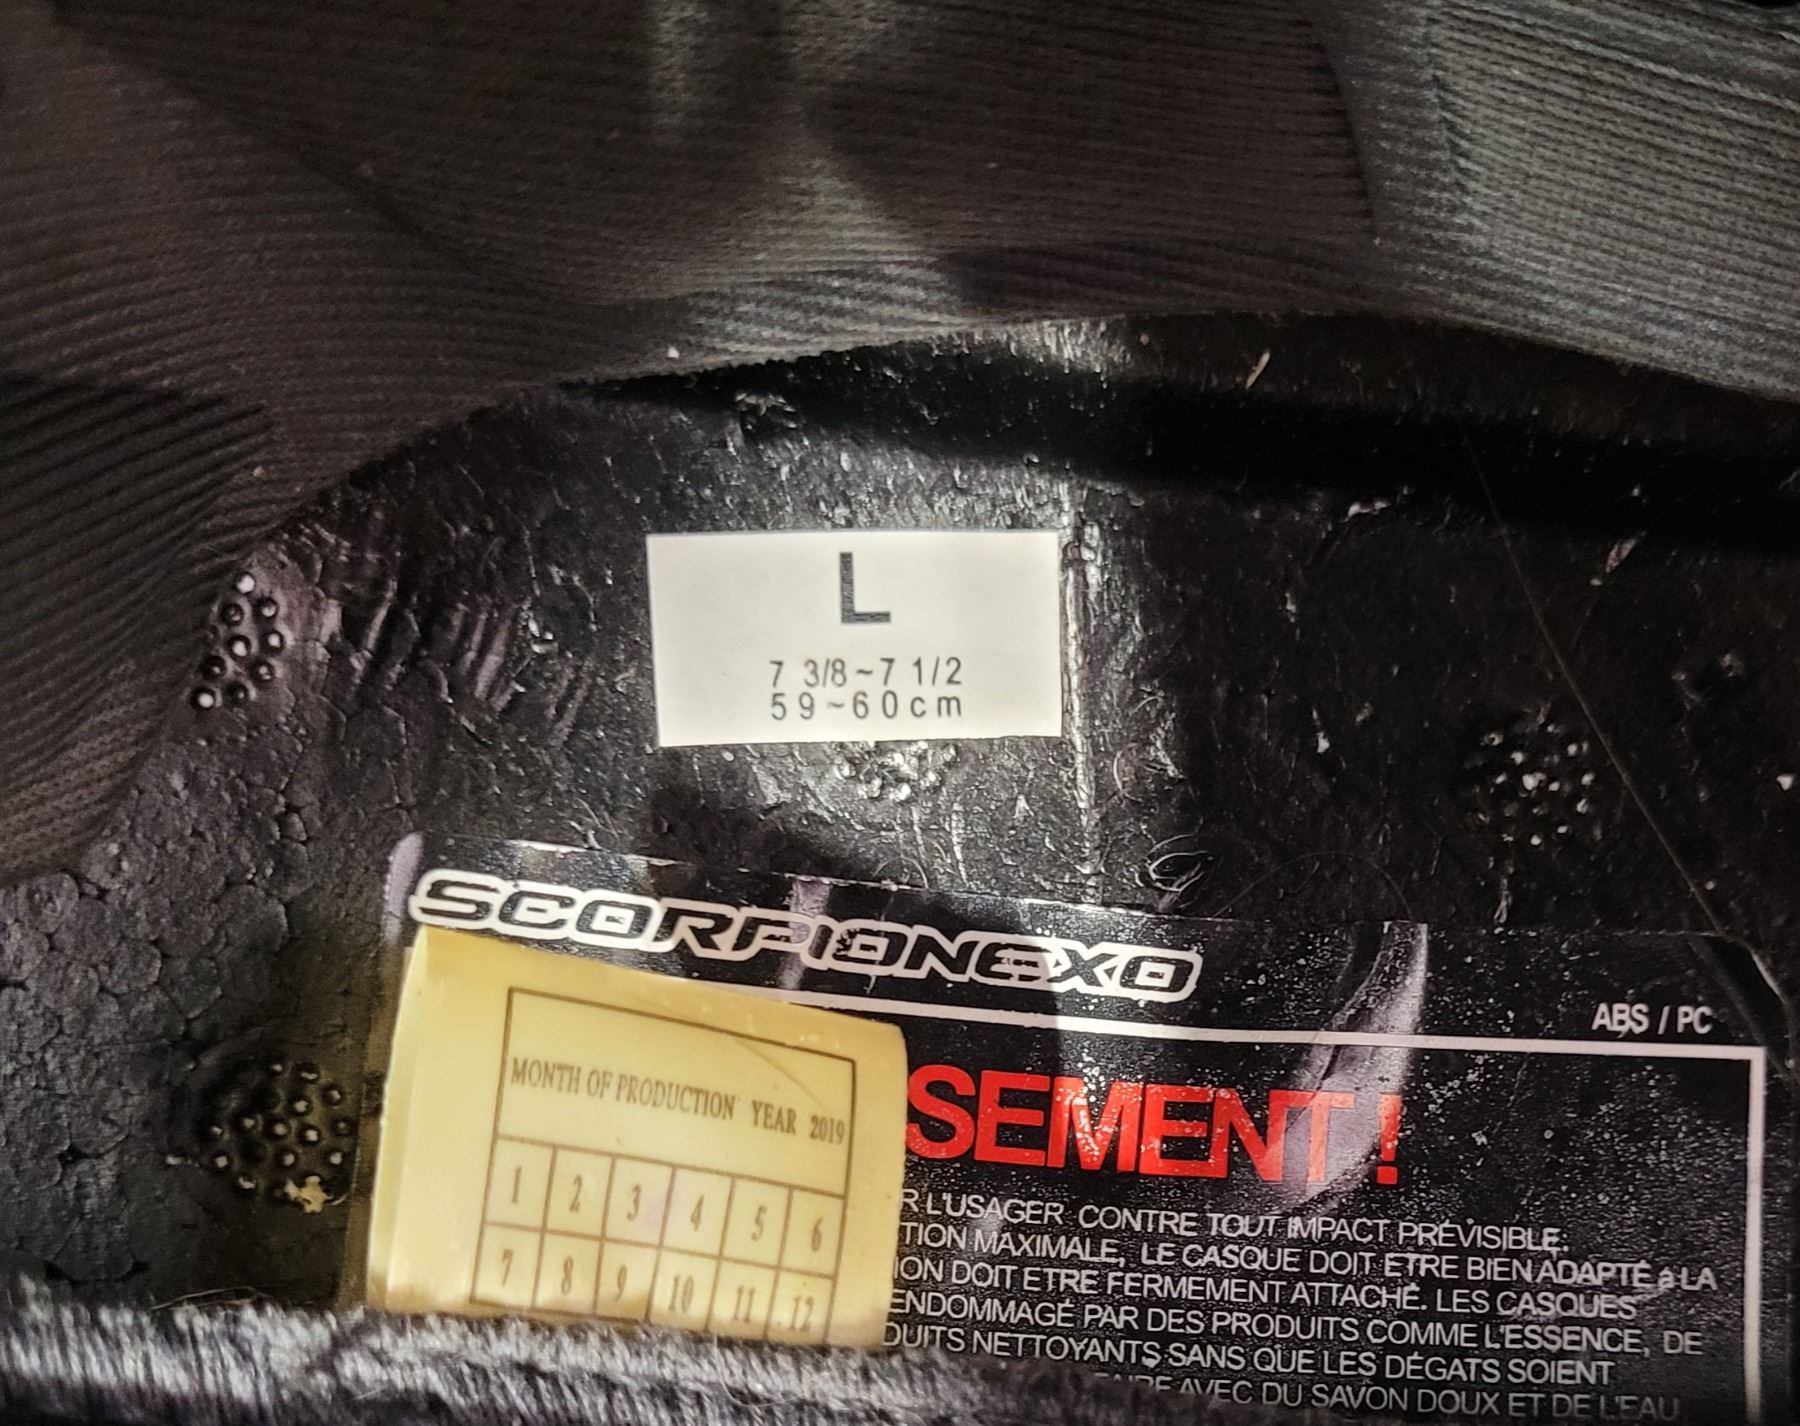 L
7 3/8~7 1/2
59~60cm
SCORPIONEXO
ABS / PC
MONTH OF PRODUCTION YEAR 2019
1 2 3 4 5 6
7 8 9 10 11 12
SEMENT !
R L'USAGER CONTRE TOUT IMPACT PRÉVISIBLE.
TION MAXIMALE, LE CASQUE DOIT ETRE BIEN ADAPTÉ à LA
ION DOIT ETRE FERMEMENT ATTACHÉ. LES CASQUES
ENDOMMAGÉ PAR DES PRODUITS COMME L'ESSENCE, DE
DUITS NETTOYANTS SANS QUE LES DÉGATS SOIENT
AVEC DU SAVON DOUX ET DE L'EAU